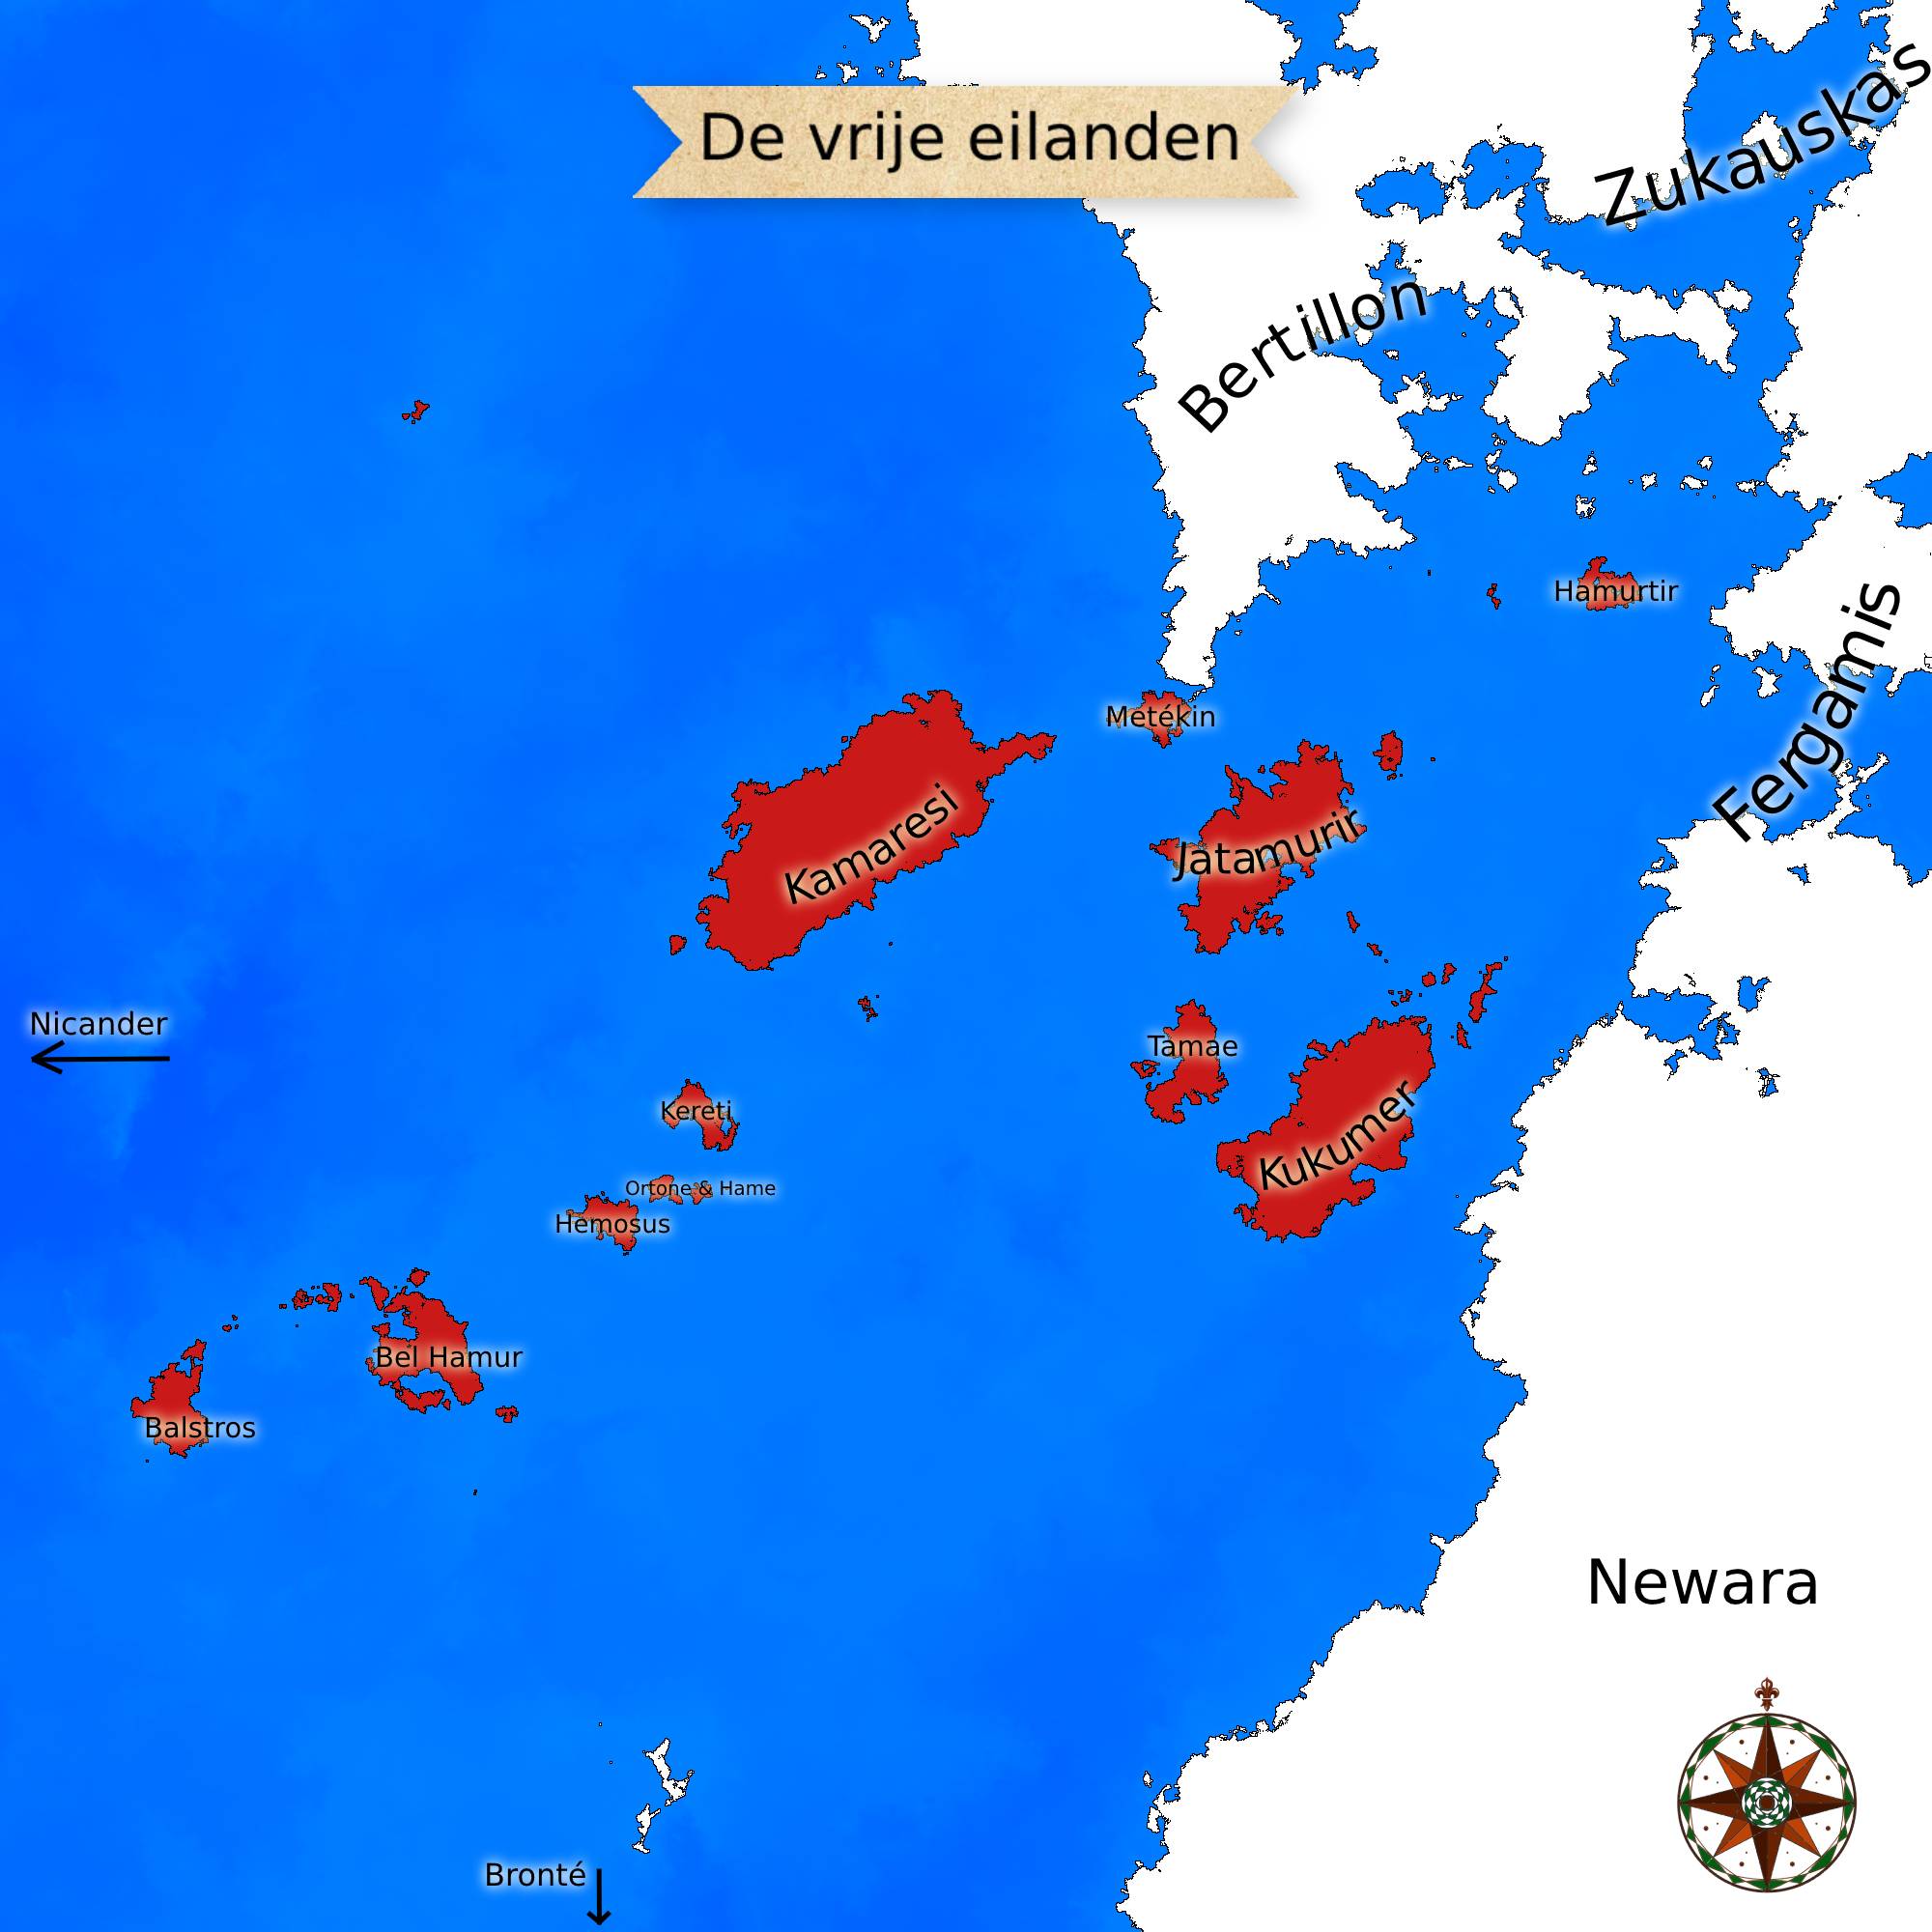 De vrije eilanden
Zukauskas
Bertillon
Hamurtir
Fergamis
Metékin
Kamaresi
Jatamurir
Nicander
Tamae
Kereti
Kukumer
Ortone & Hame
Hemosus
Bel Hamur
Balstros
Newara
Bronté